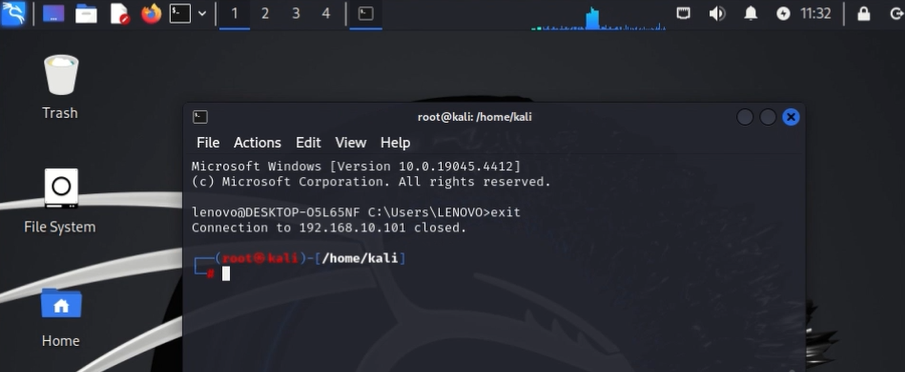 1 2 3 4
11:32
Trash
File System
Home
root@kali: /home/kali
File Actions Edit View Help
Microsoft Windows [Version 10.0.19045.4412]
(c) Microsoft Corporation. All rights reserved.
lenovo@DESKTOP-O5L65NF C:\Users\LENOVO>exit
Connection to 192.168.10.101 closed.
┌──(root㉿kali)-[/home/kali]
└─#